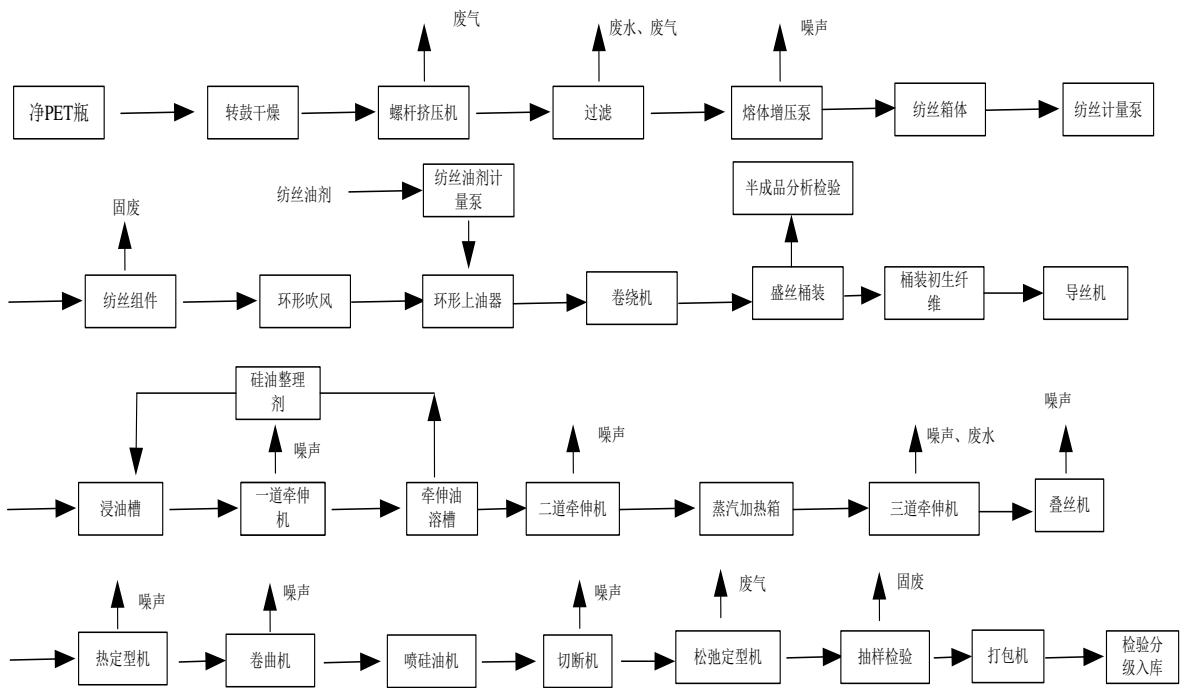 废气
废水、废气
噪声
净PET瓶
转鼓干燥
螺杆挤压机
过滤
熔体增压泵
纺丝箱体
纺丝计量泵
纺丝油剂
纺丝油剂计
量泵
半成品分析检验
固废
纺丝组件
环形吹风
环形上油器
卷绕机
盛丝桶装
桶装初生纤
维
导丝机
硅油整理
剂
噪声
噪声
噪声、废水
噪声
浸油槽
一道牵伸
机
牵伸油
溶槽
二道牵伸机
蒸汽加热箱
三道牵伸机
叠丝机
噪声
噪声
噪声
废气
固废
热定型机
卷曲机
喷硅油机
切断机
松弛定型机
抽样检验
打包机
检验分
级入库